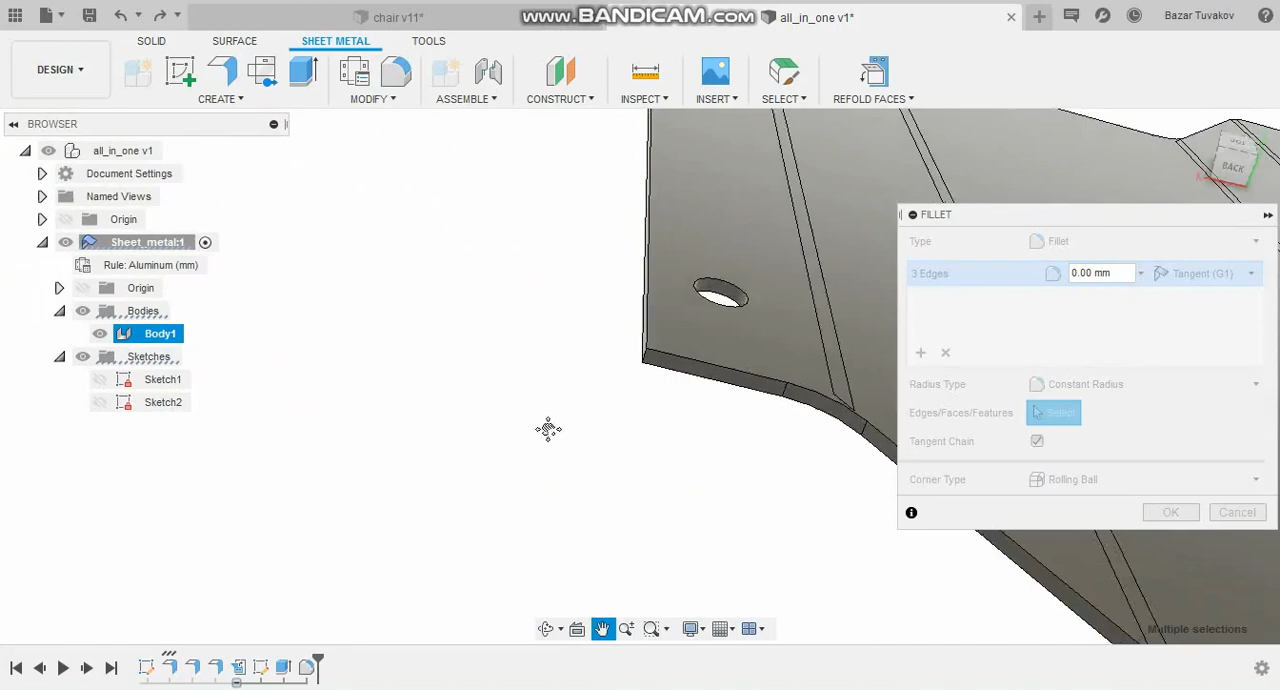 chair v11*
www.BANDICAM.com
all_in_one v1*
Bazar Tuvakov
DESIGN
SOLID
SURFACE
SHEET METAL
TOOLS
CREATE
MODIFY
ASSEMBLE
CONSTRUCT
INSPECT
INSERT
SELECT
REFOLD FACES
BROWSER
all_in_one v1
Document Settings
Named Views
Origin
Sheet_metal:1
Rule: Aluminum (mm)
Origin
Bodies
Body1
Sketches
Sketch1
Sketch2
BACK
FILLET
Type
Fillet
3 Edges
0.00 mm
Tangent (G1)
Radius Type
Constant Radius
Edges/Faces/Features
Select
Tangent Chain
Corner Type
Rolling Ball
OK
Cancel
Multiple selections